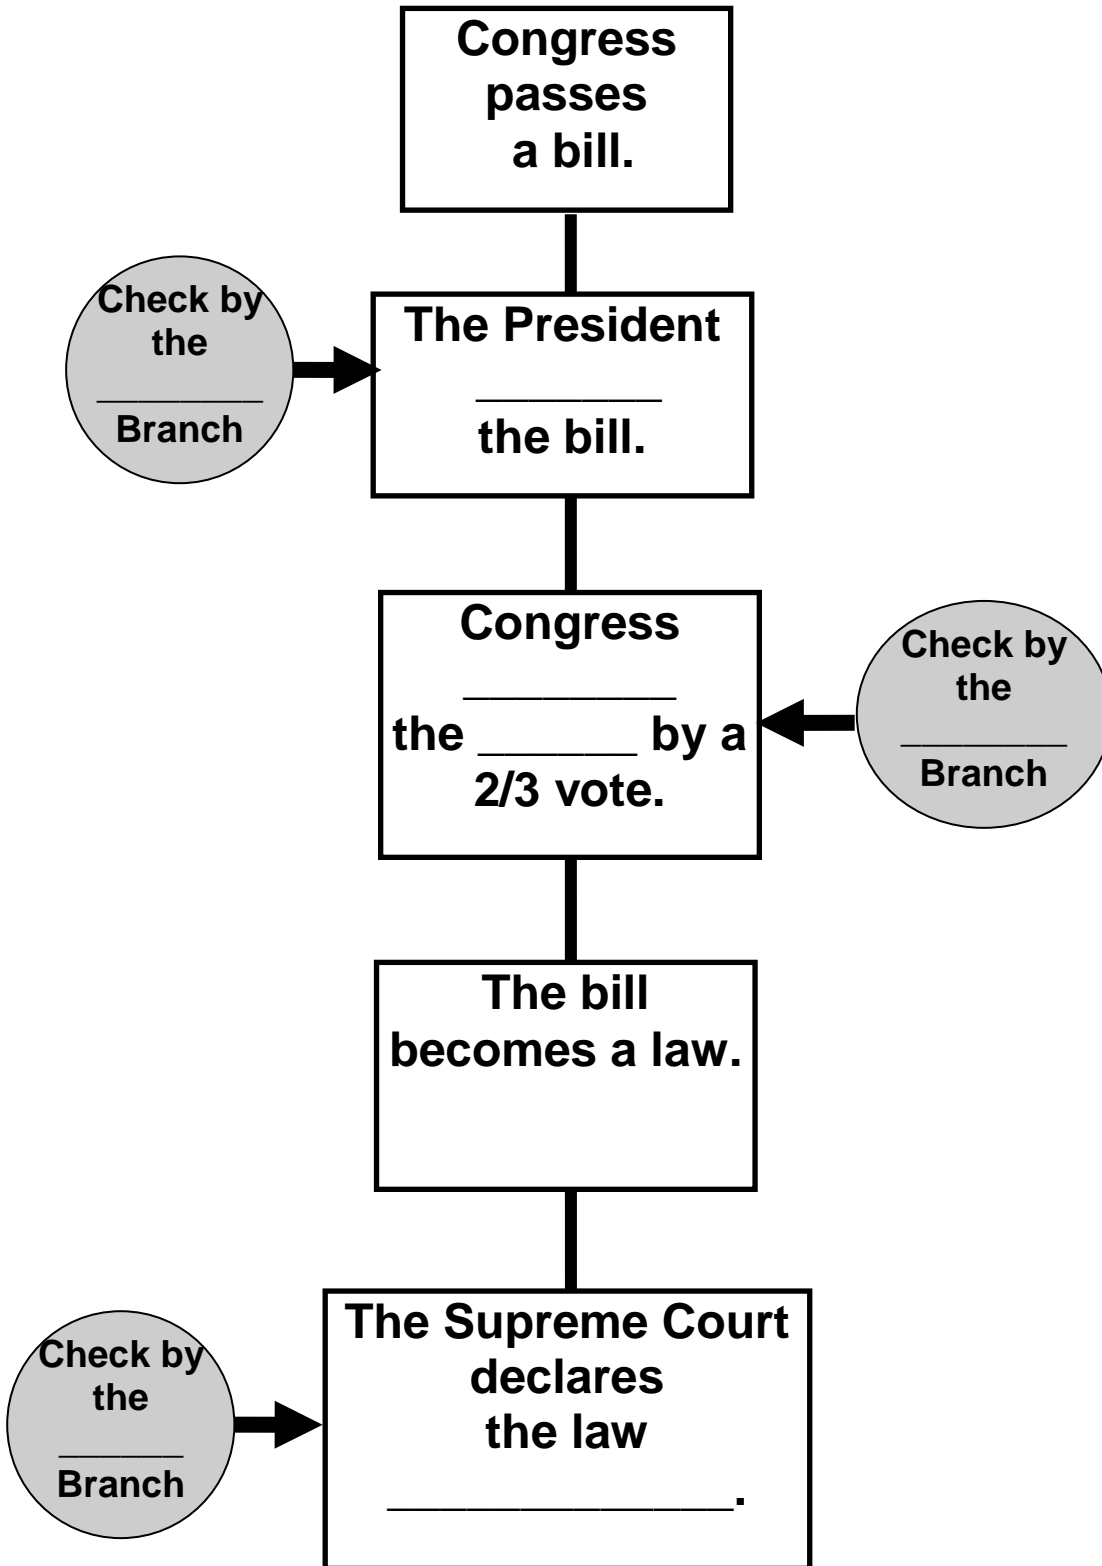 Congress
passes
a bill.
Check by
the
________
Branch
The President
_______
the bill.
Congress
________
the ______ by a
2/3 vote.
Check by
the
________
Branch
The bill
becomes a law.
Check by
the
______
Branch
The Supreme Court
declares
the law
_____________.